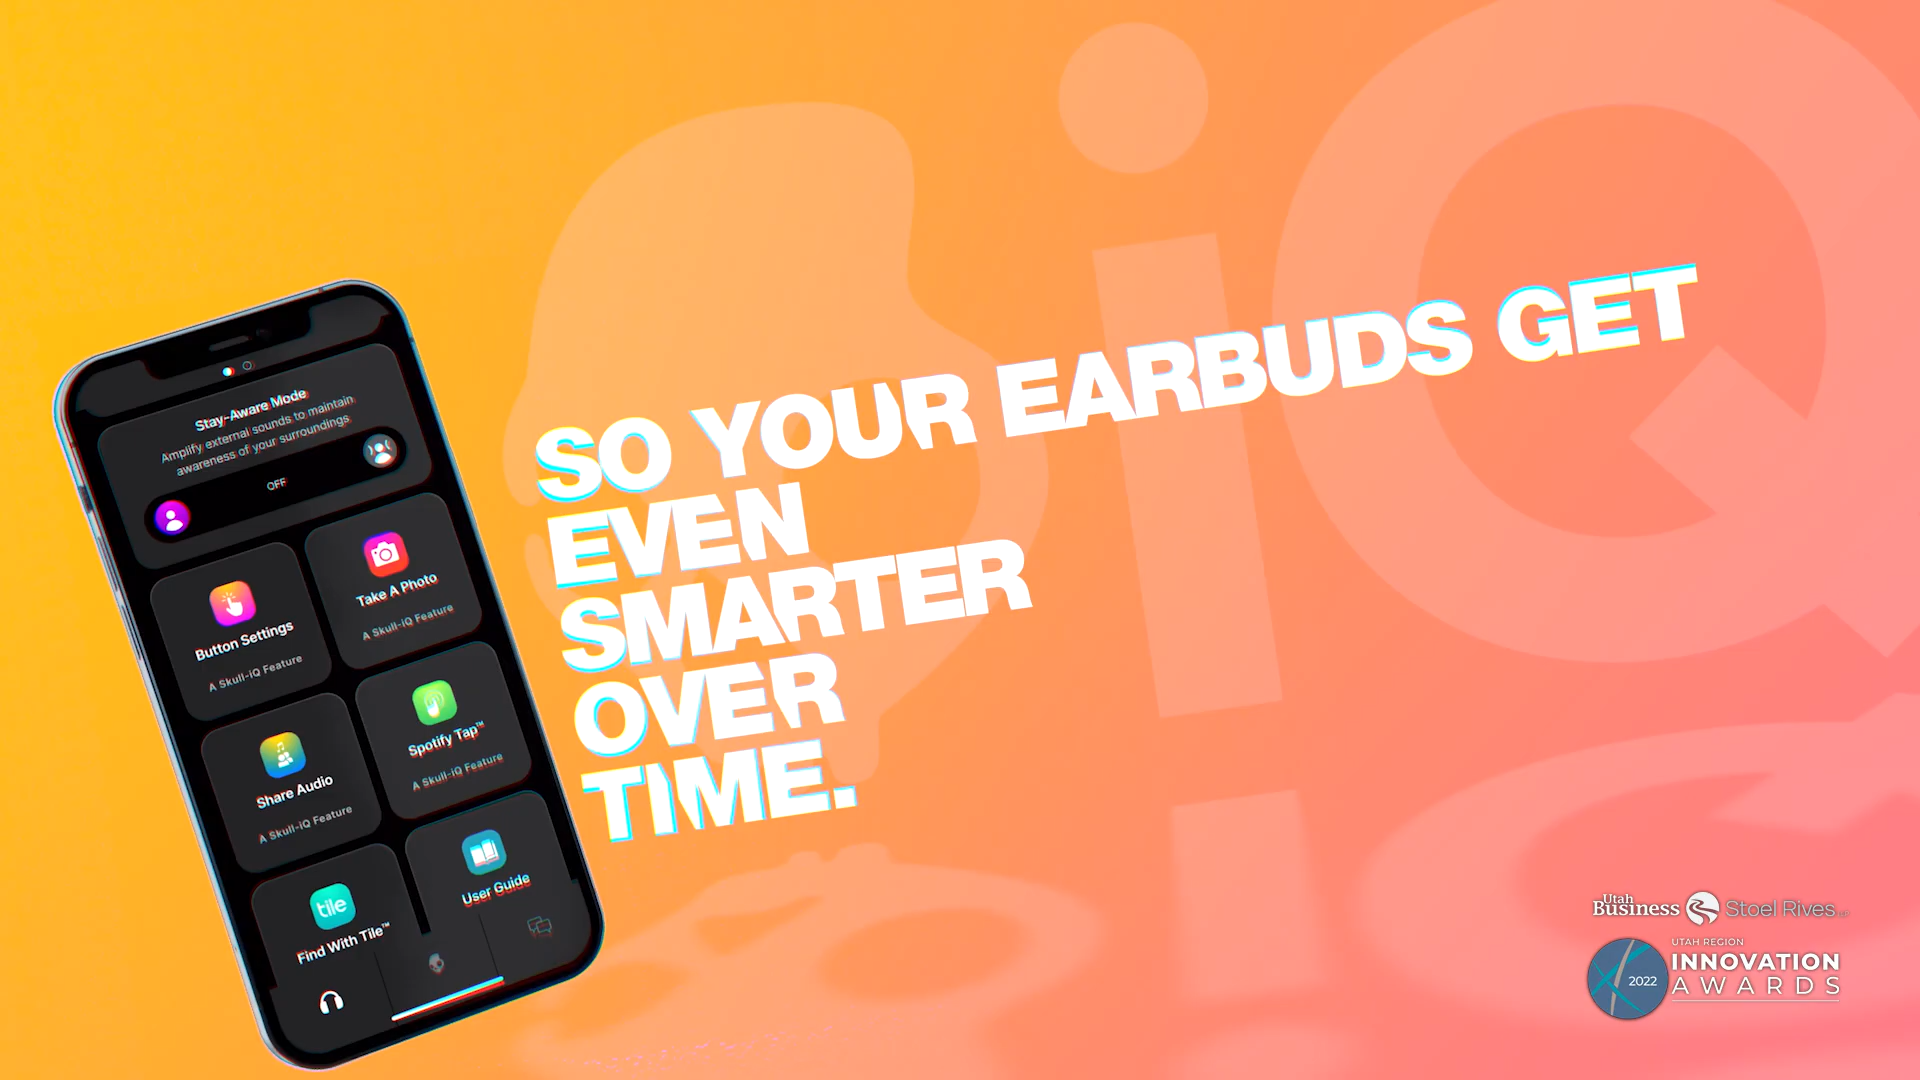 iQ
SO YOUR EARBUDS GET
EVEN
SMARTER
OVER
TIME.
Stay-Aware Mode
Amplify external sounds to maintain
awareness of your surroundings
OFF
Button Settings
A Skull-iQ Feature
Take A Photo
A Skull-iQ Feature
Share Audio
A Skull-iQ Feature
Spotify Tap™
A Skull-iQ Feature
tile
Find With Tile™
User Guide
Utah
Business
Stoel Rives LLP
UTAH REGION
2022
INNOVATION
AWARDS